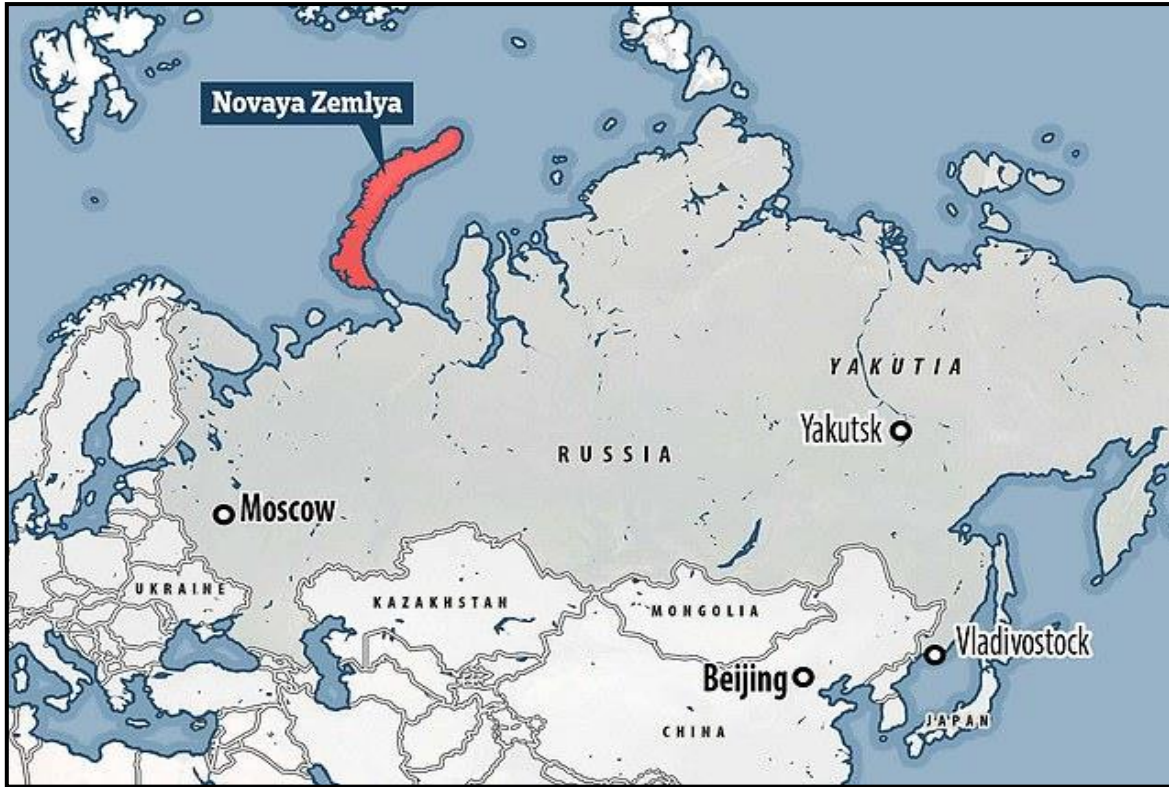 Novaya Zemlya
YAKUTIA
Yakutsk
RUSSIA
Moscow
UKRAINE
KAZAKHSTAN
MONGOLIA
Vladivostock
Beijing
JAPAN
CHINA